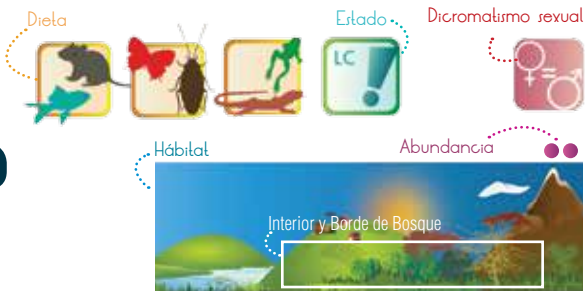 Dieta
Estado
Dicromatismo sexual
LC
Hábitat
Abundancia
Interior y Borde de Bosque